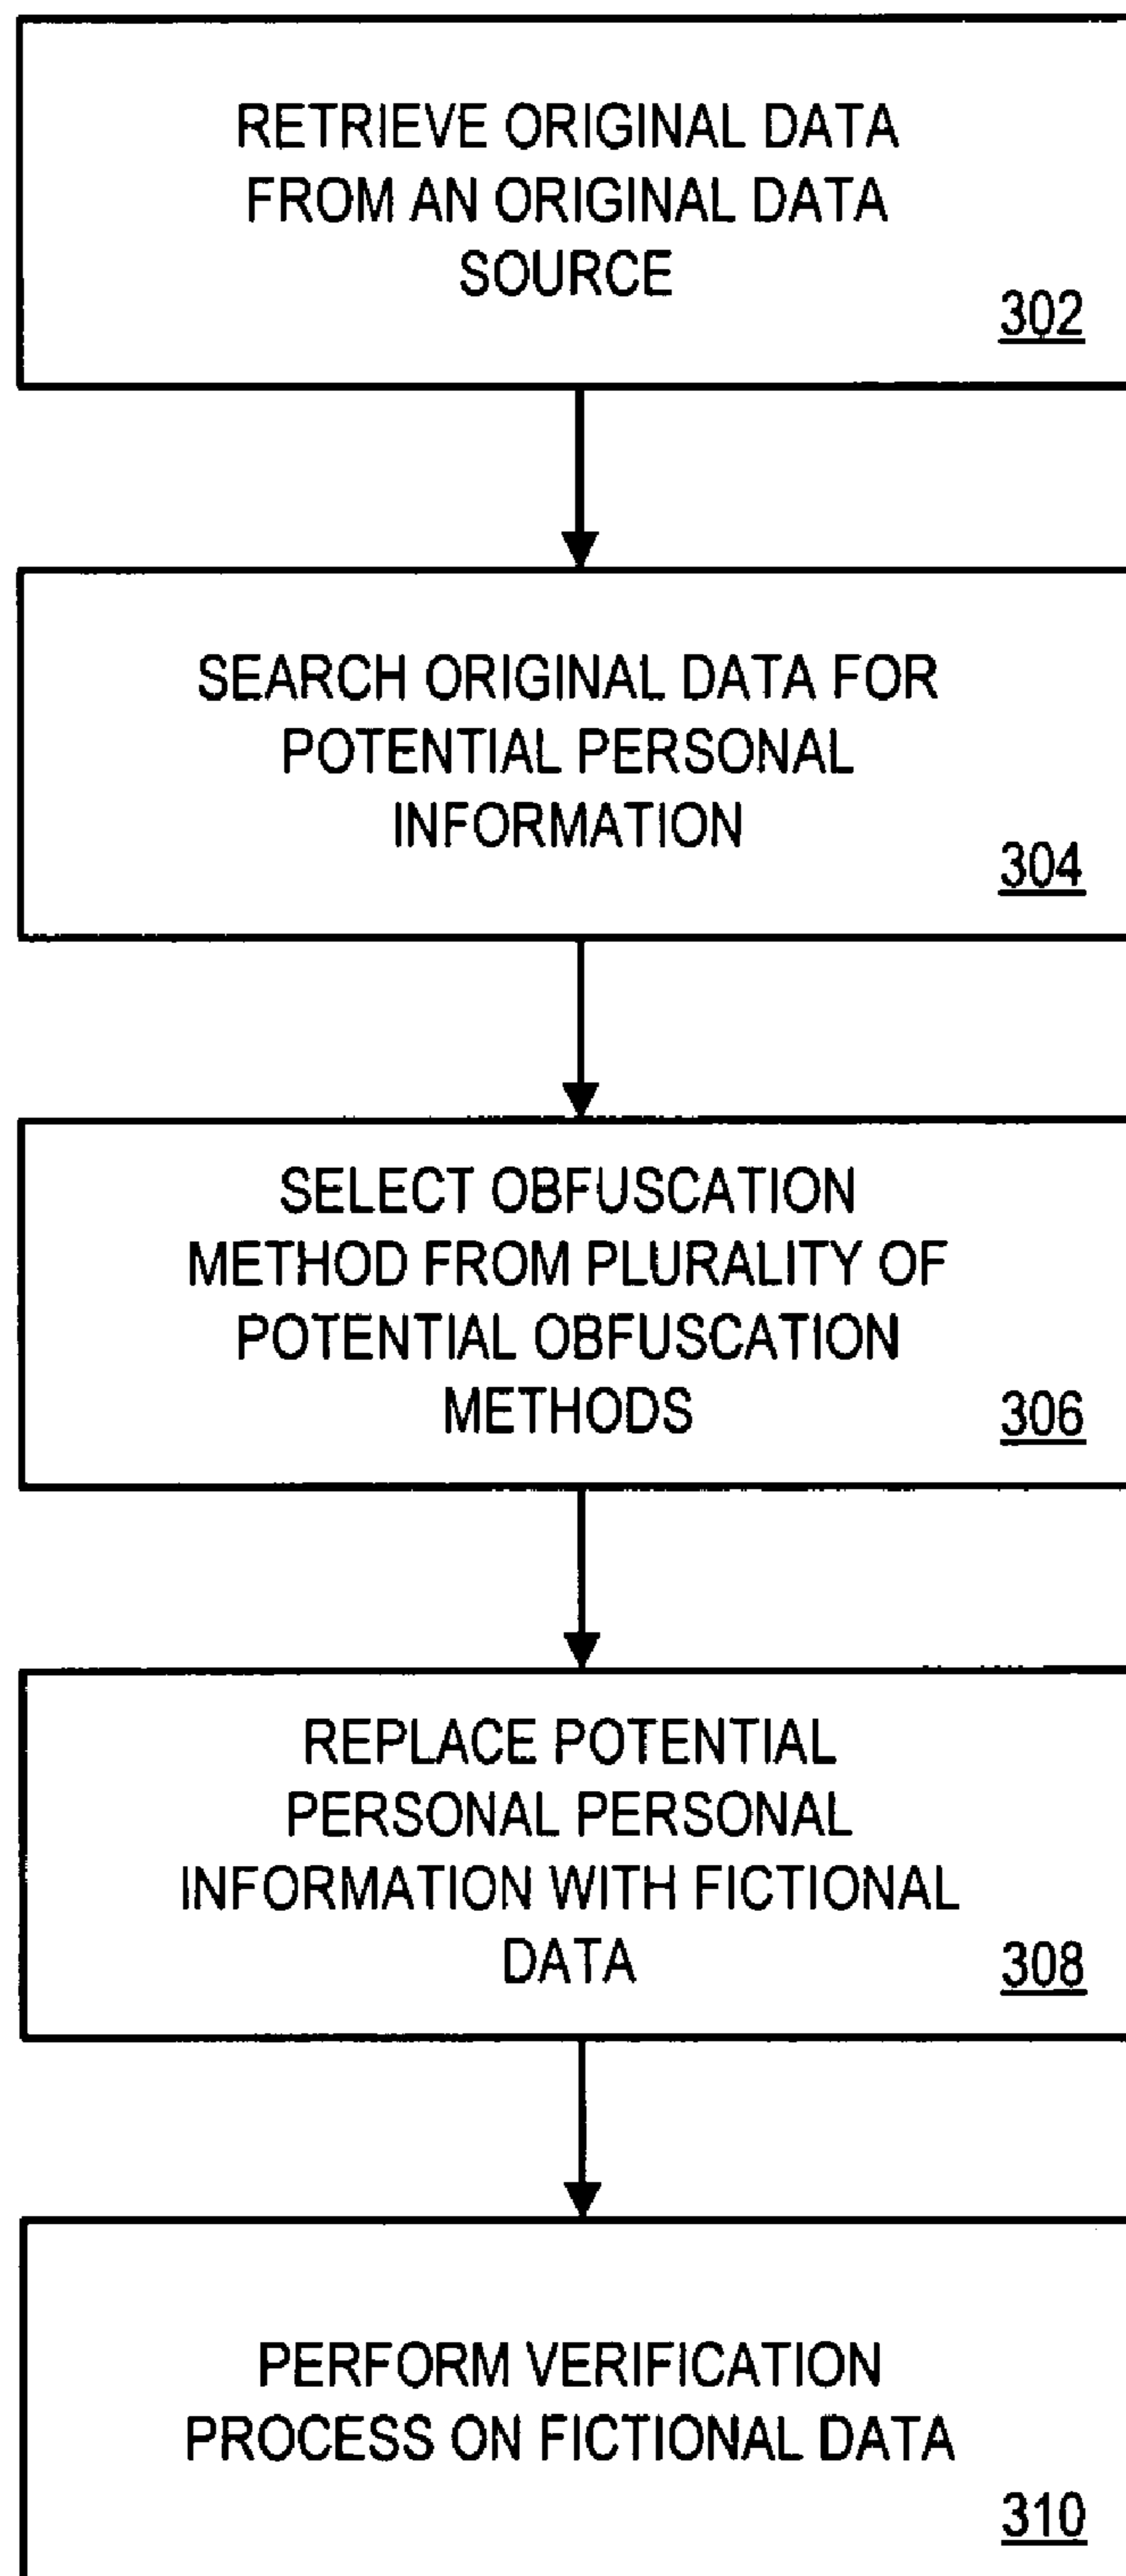 RETRIEVE ORIGINAL DATA
FROM AN ORIGINAL DATA
SOURCE
302
SEARCH ORIGINAL DATA FOR
POTENTIAL PERSONAL
INFORMATION
304
SELECT OBFUSCATION
METHOD FROM PLURALITY OF
POTENTIAL OBFUSCATION
METHODS
306
REPLACE POTENTIAL
PERSONAL PERSONAL
INFORMATION WITH FICTIONAL
DATA
308
PERFORM VERIFICATION
PROCESS ON FICTIONAL DATA
310